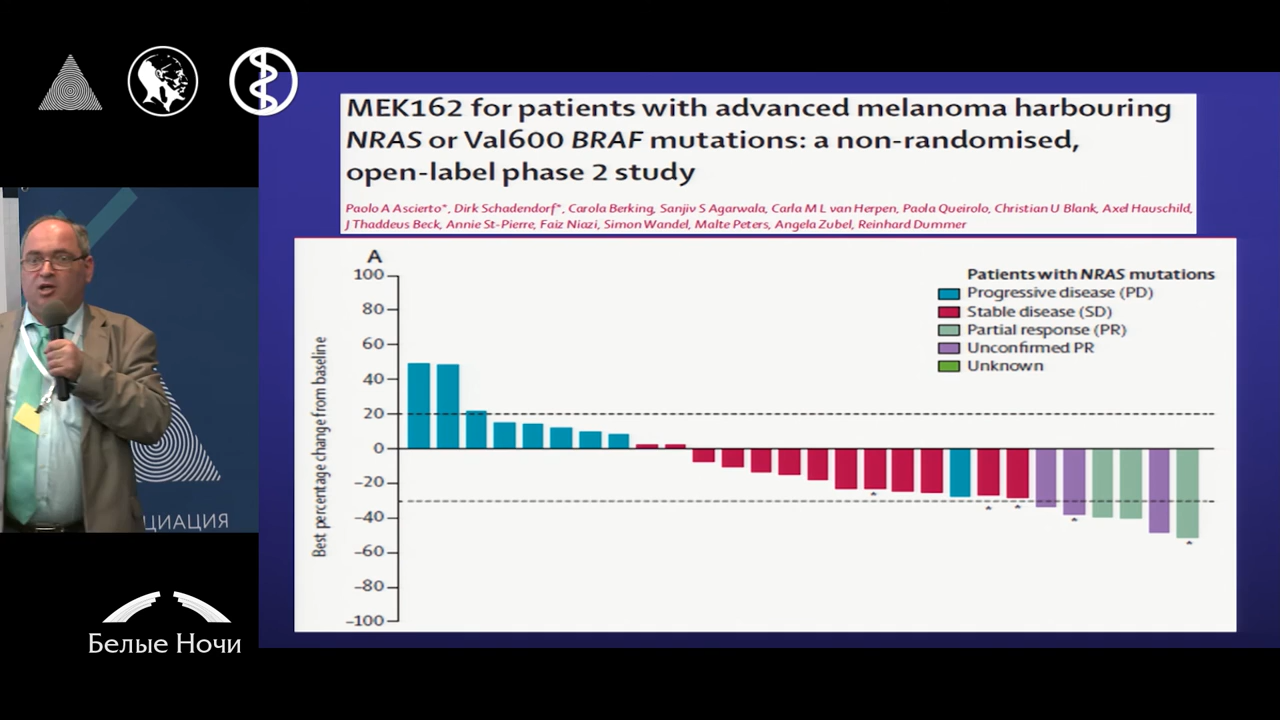 MEK162 for patients with advanced melanoma harbouring
NRAS or Val600 BRAF mutations: a non-randomised,
open-label phase 2 study
Paolo A Ascierto*, Dirk Schadendorf*, Carola Berking, Sanjiv S Agarwala, Carla M L van Herpen, Paola Queirolo, Christian U Blank, Axel Hauschild,
J Thaddeus Beck, Annie St-Pierre, Faiz Niazi, Simon Wandel, Malte Peters, Angela Zubel, Reinhard Dummer
A
Patients with NRAS mutations
Progressive disease (PD)
Stable disease (SD)
Partial response (PR)
Unconfirmed PR
Unknown
Best percentage change from baseline
100
80
60
40
20
0
–20
–40
–60
–80
–100
ЦИАЦИЯ
Белые Ночи